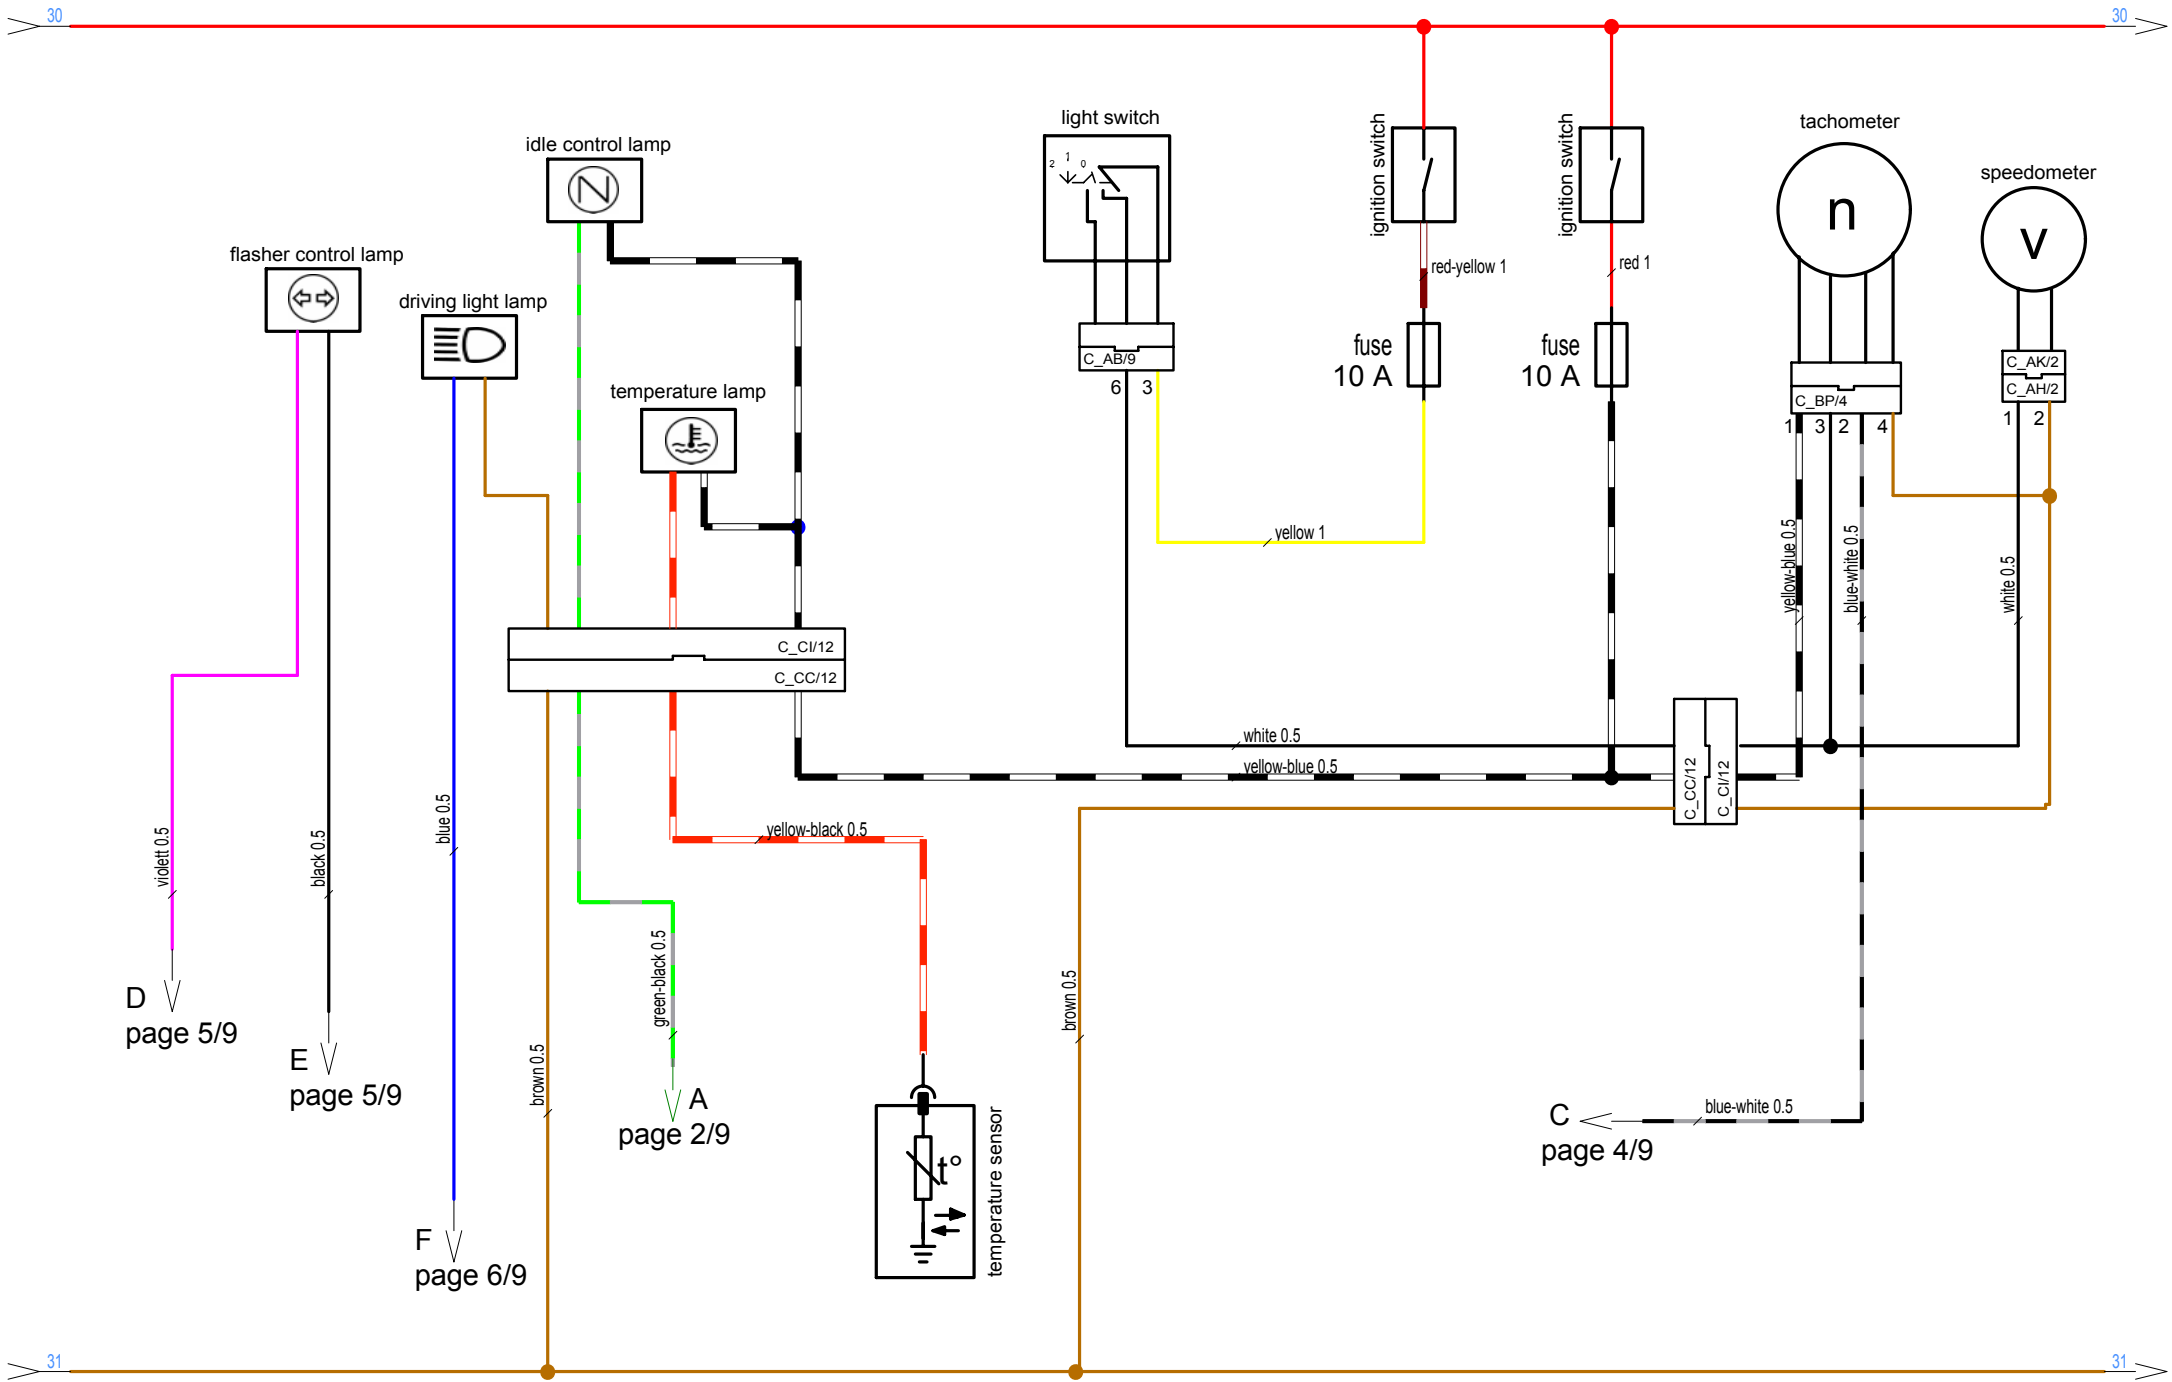 30
30
light switch
2 1 0
ignition switch
ignition switch
tachometer
n
speedometer
v
idle control lamp
N
flasher control lamp
driving light lamp
temperature lamp
red-yellow 1
red 1
fuse
10 A
fuse
10 A
C_AB/9
6 3
C_BP/4
1 3 2 4
C_AK/2
C_AH/2
1 2
yellow 1
yellow-blue 0.5
blue-white 0.5
white 0.5
C_CI/12
C_CC/12
white 0.5
yellow-blue 0.5
C_CC/12
C_CI/12
violett 0.5
black 0.5
blue 0.5
yellow-black 0.5
green-black 0.5
brown 0.5
brown 0.5
D
page 5/9
E
page 5/9
A
page 2/9
F
page 6/9
t°
temperature sensor
C
page 4/9
blue-white 0.5
31
31